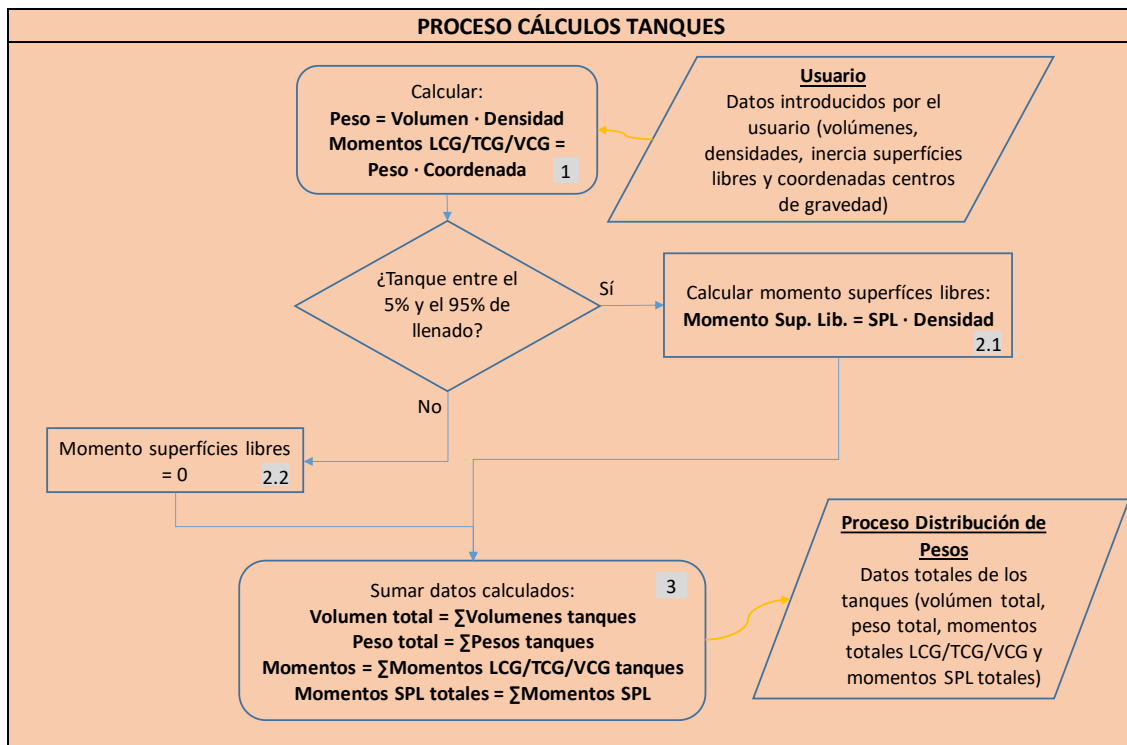 PROCESO CÁLCULOS TANQUES
Calcular:
Peso = Volumen · Densidad
Momentos LCG/TCG/VCG =
Peso · Coordenada
1
Usuario
Datos introducidos por el
usuario (volúmenes,
densidades, inercia superfícies
libres y coordenadas centros
de gravedad)
¿Tanque entre el
5% y el 95% de
llenado?
Sí
Calcular momento superfíces libres:
Momento Sup. Lib. = SPL · Densidad
2.1
No
Momento superfícies libres
= 0
2.2
Sumar datos calculados:
3
Volumen total = ∑Volumenes tanques
Peso total = ∑Pesos tanques
Momentos = ∑Momentos LCG/TCG/VCG tanques
Momentos SPL totales = ∑Momentos SPL
Proceso Distribución de
Pesos
Datos totales de los
tanques (volúmen total,
peso total, momentos
totales LCG/TCG/VCG y
momentos SPL totales)